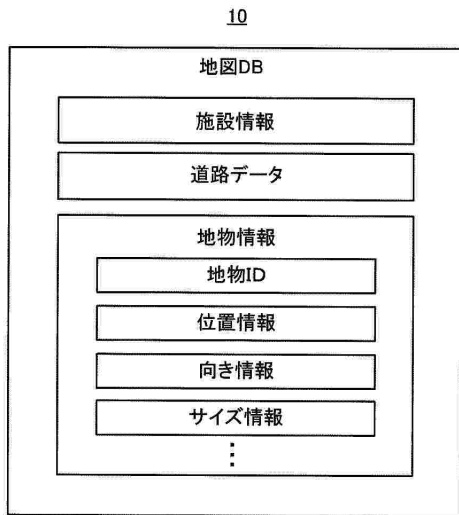 10
地図DB
施設情報
道路データ
地物情報
地物ID
位置情報
向き情報
サイズ情報
⋮